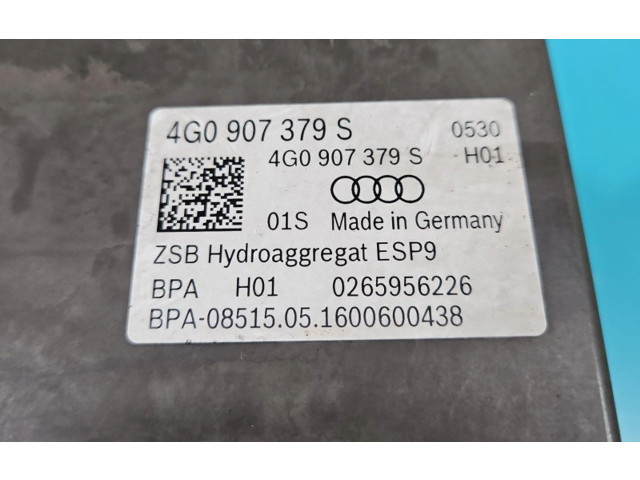 4G0 907 379 S 0530
4G0 907 379 S H01
01S Made in Germany
ZSB Hydroaggregat ESP9
BPA H01 0265956226
BPA-08515.05.1600600438